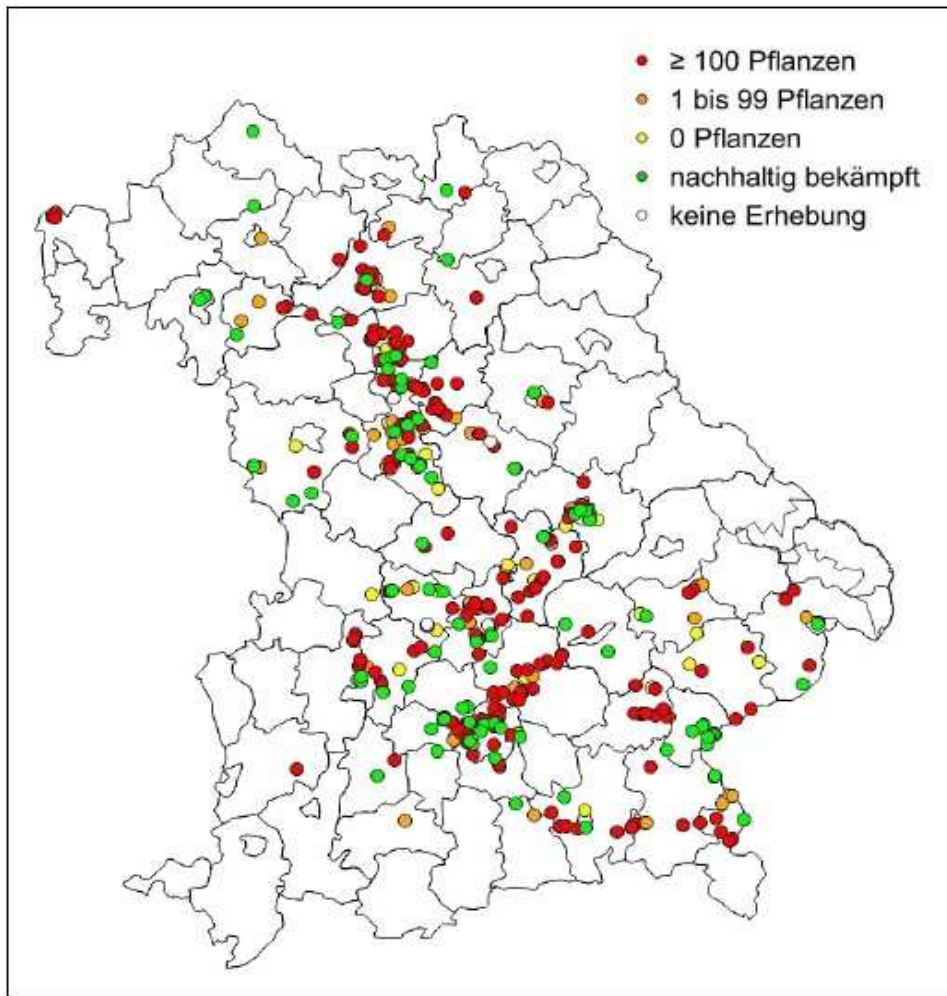 ≥ 100 Pflanzen
1 bis 99 Pflanzen
0 Pflanzen
nachhaltig bekämpft
keine Erhebung